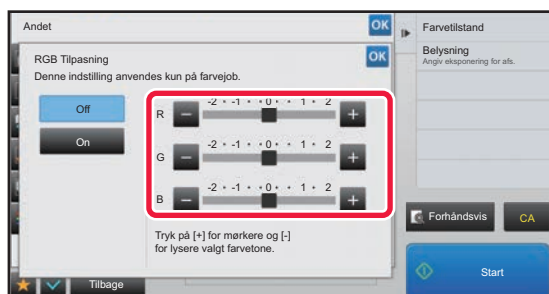 Andet
OK
Farvetilstand
RGB Tilpasning
OK
Belysning
Angiv eksponering for afs.
Denne indstilling anvendes kun på farvejob.
Off
On
-2 • -1 • • 0 • • 1 • 2
R - +
-2 • -1 • • 0 • • 1 • 2
G - +
-2 • -1 • • 0 • • 1 • 2
B - +
Tryk på [+] for mørkere og [-]
for lysere valgt farvetone.
Forhåndsvis
CA
Tilbage
Start